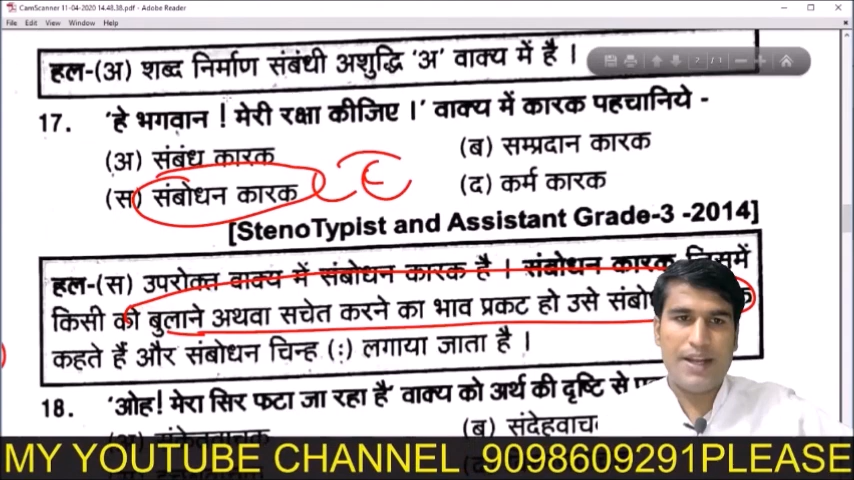 CamScanner 11-04-2020 14.48.38.pdf - Adobe Reader
File Edit View Window Help
हल-(अ) शब्द निर्माण संबंधी अशुद्धि 'अ' वाक्य में है ।
17. 'हे भगवान ! मेरी रक्षा कीजिए ।' वाक्य में कारक पहचानिये -
(अ) संबंध कारक (ब) सम्प्रदान कारक
(स) संबोधन कारक (द) कर्म कारक
[StenoTypist and Assistant Grade-3 -2014]
हल-(स) उपरोक्त वाक्य में संबोधन कारक है । संबोधन कारक जिसमें
किसी को बुलाने अथवा सचेत करने का भाव प्रकट हो उसे
कहते हैं और संबोधन चिन्ह (:) लगाया जाता है ।
18. 'ओह! मेरा सिर फटा जा रहा है' वाक्य को अर्थ की दृष्टि से
(अ) संकेतवाचक (ब)
MY YOUTUBE CHANNEL 9098609291PLEASE